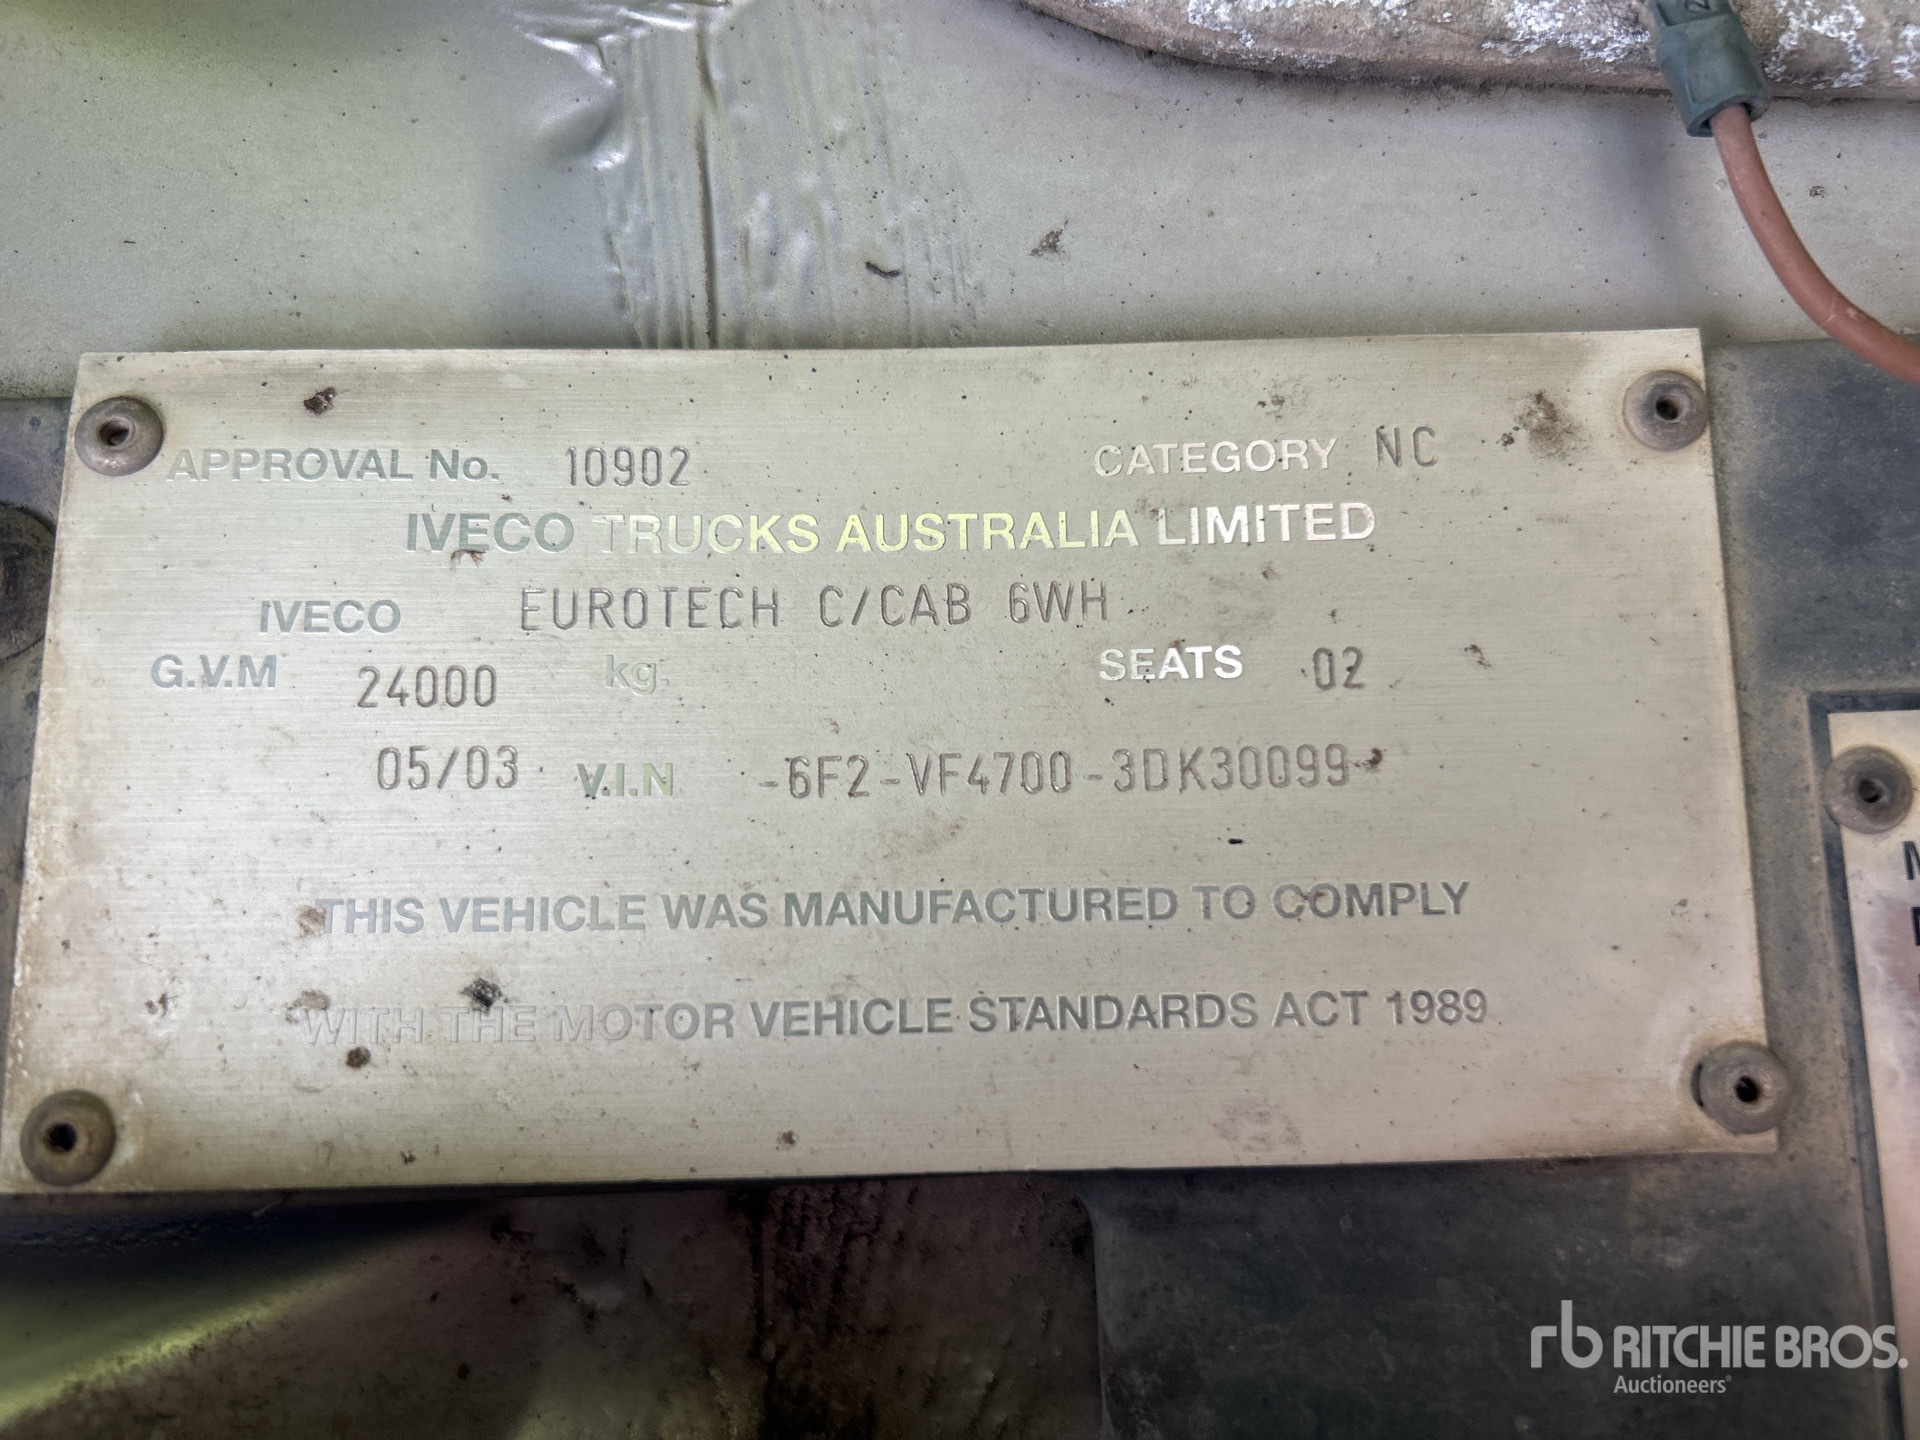 APPROVAL No. 10902 CATEGORY NC
IVECO TRUCKS AUSTRALIA LIMITED
IVECO EUROTECH C/CAB 6WH
G.V.M 24000 kg. SEATS 02
05/03 V.I.N -6F2-VF4700-3DK30099-
THIS VEHICLE WAS MANUFACTURED TO COMPLY
WITH THE MOTOR VEHICLE STANDARDS ACT 1989
rb RITCHIE BROS.
Auctioneers